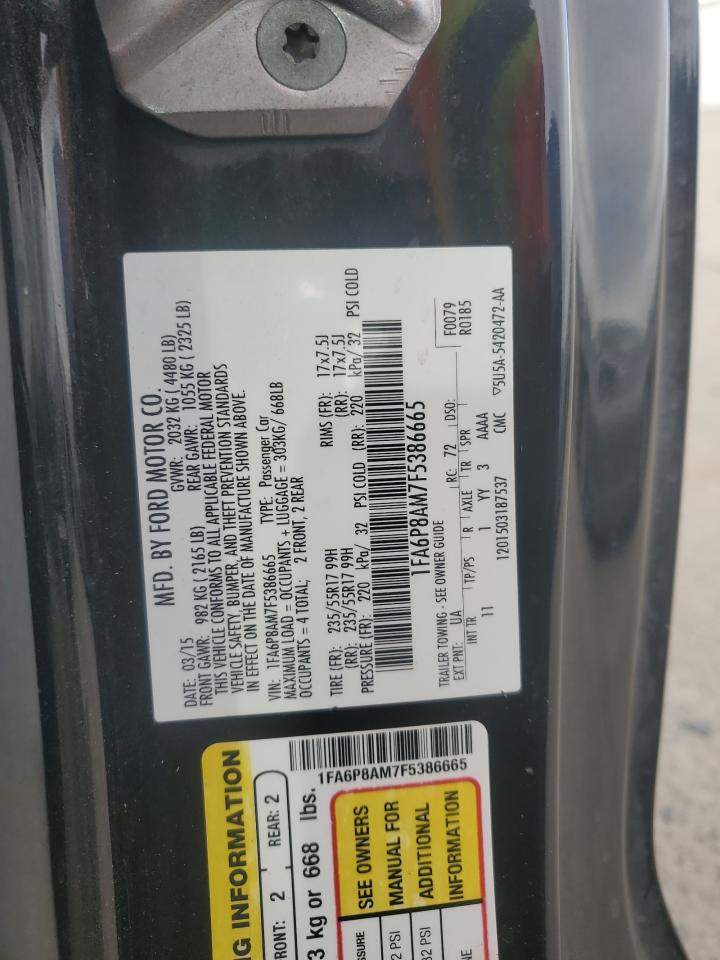 MFD. BY FORD MOTOR CO.
DATE: 03/15 GVWR: 2032 KG ( 4480 LB)
FRONT GAWR: 982 KG ( 2165 LB) REAR GAWR: 1055 KG ( 2325 LB)
THIS VEHICLE CONFORMS TO ALL APPLICABLE FEDERAL MOTOR
VEHICLE SAFETY, BUMPER, AND THEFT PREVENTION STANDARDS
IN EFFECT ON THE DATE OF MANUFACTURE SHOWN ABOVE.
VIN: 1FA6P8AM7F5386665 TYPE: Passenger Car
MAXIMUM LOAD = OCCUPANTS + LUGGAGE = 303KG/ 668LB
OCCUPANTS = 4 TOTAL; 2 FRONT, 2 REAR
TIRE (FR): 235/55R17 99H RIMS (FR): 17x7.5J
(RR): 235/55R17 99H (RR): 17x7.5J
PRESSURE (FR): 220 kPa/ 32 PSI COLD (RR): 220 kPa/ 32 PSI COLD
1FA6P8AM7F5386665
TRAILER TOWING - SEE OWNER GUIDE F0079
EXT PNT: UA RC: 72 DSO: R0185
INT TR TP/PS R AXLE TR SPR
11 1 YY 3 AAAA
1201503187537 CMC ▽5U5A-5420472-AA
NG INFORMATION
FRONT: 2 REAR: 2
3 kg or 668 lbs.
1FA6P8AM7F5386665
SSURE SEE OWNERS
2 PSI MANUAL FOR
32 PSI ADDITIONAL
NE INFORMATION